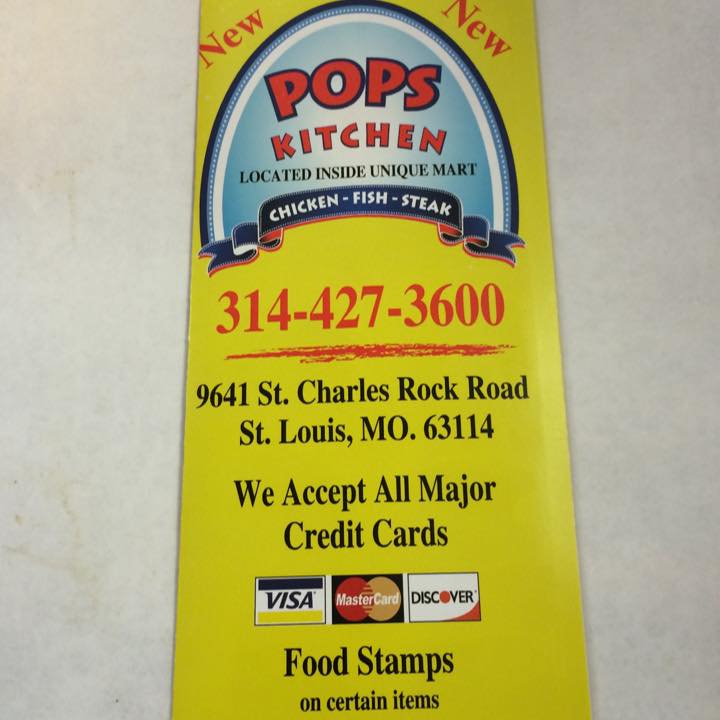 New New
POPS
KITCHEN
LOCATED INSIDE UNIQUE MART
CHICKEN - FISH - STEAK
314-427-3600
9641 St. Charles Rock Road
St. Louis, MO. 63114
We Accept All Major
Credit Cards
VISA MasterCard DISCOVER
Food Stamps
on certain items